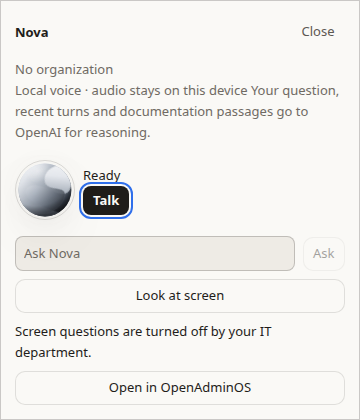 Nova
Close
No organization
Local voice · audio stays on this device Your question,
recent turns and documentation passages go to
OpenAI for reasoning.
Ready
Talk
Ask Nova
Ask
Look at screen
Screen questions are turned off by your IT
department.
Open in OpenAdminOS